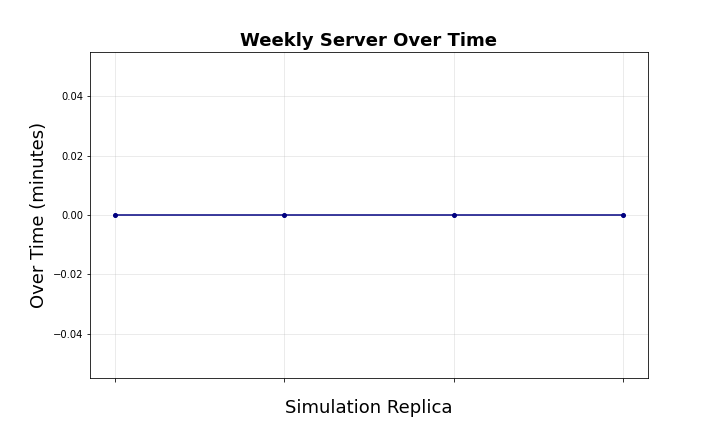 Weekly Server Over Time
Over Time (minutes)
0.04
0.02
0.00
−0.02
−0.04
Simulation Replica